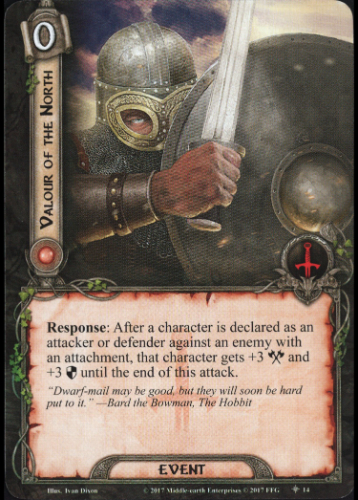 0
VALOUR OF THE NORTH
Response: After a character is declared as an
attacker or defender against an enemy with
an attachment, that character gets +3 and
+3 until the end of this attack.
“Dwarf-mail may be good, but they will soon be hard
put to it.” —Bard the Bowman, The Hobbit
EVENT
Illus. Ivan Dixon © 2017 Middle-earth Enterprises © 2017 FFG 14